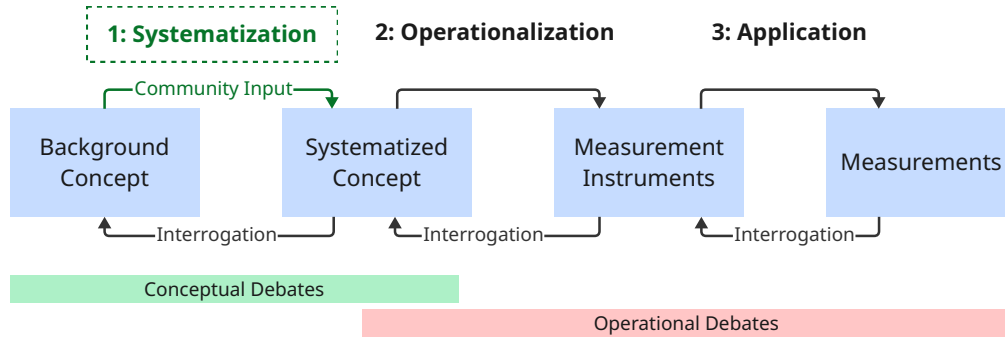 1: Systematization
2: Operationalization
3: Application
Community Input
Background
Concept
Systematized
Concept
Measurement
Instruments
Measurements
Interrogation
Interrogation
Interrogation
Conceptual Debates
Operational Debates